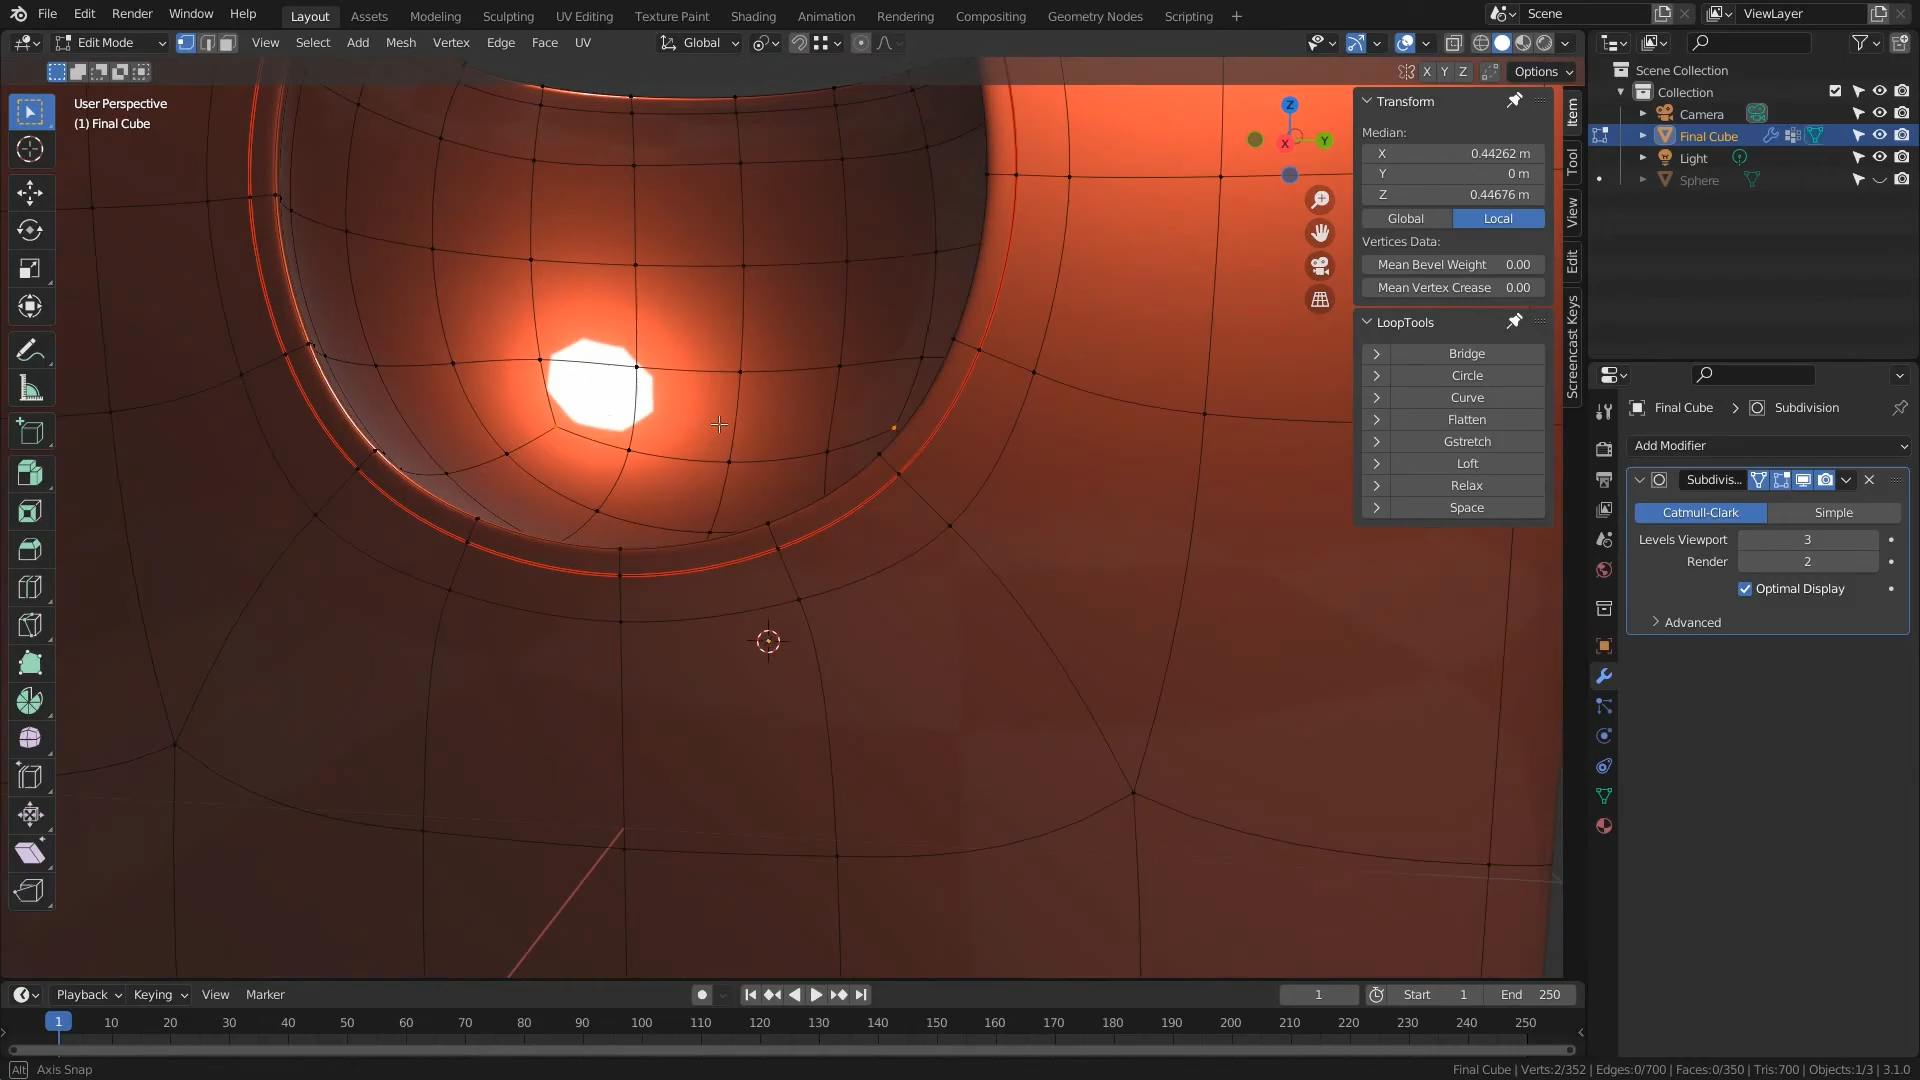 File Edit Render Window Help Layout Assets Modeling Sculpting UV Editing Texture Paint Shading Animation Rendering Compositing Geometry Nodes Scripting + Scene ViewLayer
Edit Mode View Select Add Mesh Vertex Edge Face UV Global
X Y Z Options
User Perspective
(1) Final Cube
Z
Y
X
Transform
Median:
X 0.44262 m
Y 0 m
Z 0.44676 m
Global Local
Vertices Data:
Mean Bevel Weight 0.00
Mean Vertex Crease 0.00
LoopTools
Bridge
Circle
Curve
Flatten
Gstretch
Loft
Relax
Space
Item
Tool
View
Edit
Screencast Keys
Scene Collection
Collection
Camera
Final Cube
Light
Sphere
Final Cube > Subdivision
Add Modifier
Subdivis...
Catmull-Clark Simple
Levels Viewport 3
Render 2
Optimal Display
Advanced
Playback Keying View Marker 1 Start 1 End 250
1 10 20 30 40 50 60 70 80 90 100 110 120 130 140 150 160 170 180 190 200 210 220 230 240 250
Alt Axis Snap
Final Cube | Verts:2/352 | Edges:0/700 | Faces:0/350 | Tris:700 | Objects:1/3 | 3.1.0